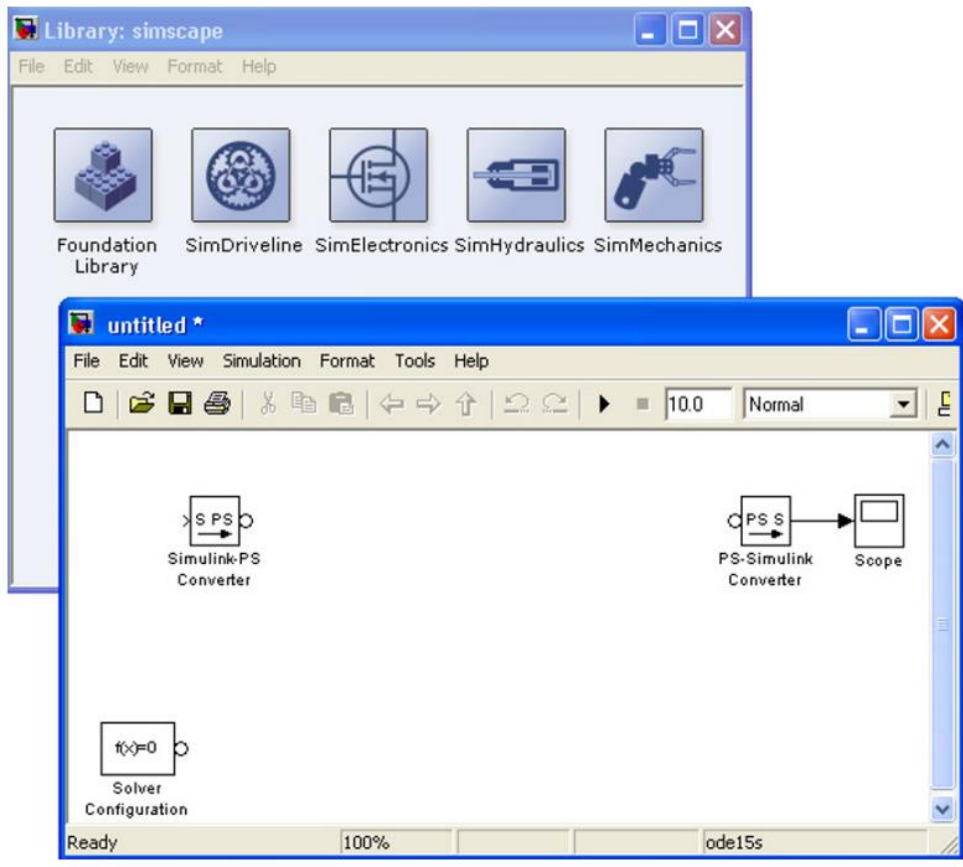 Library: simscape
File Edit View Format Help
Foundation
Library
SimDriveline
SimElectronics
SimHydraulics
SimMechanics
untitled *
File Edit View Simulation Format Tools Help
10.0 Normal
S PS
Simulink-PS
Converter
PS S
PS-Simulink
Converter
Scope
f(x)=0
Solver
Configuration
Ready 100% ode15s